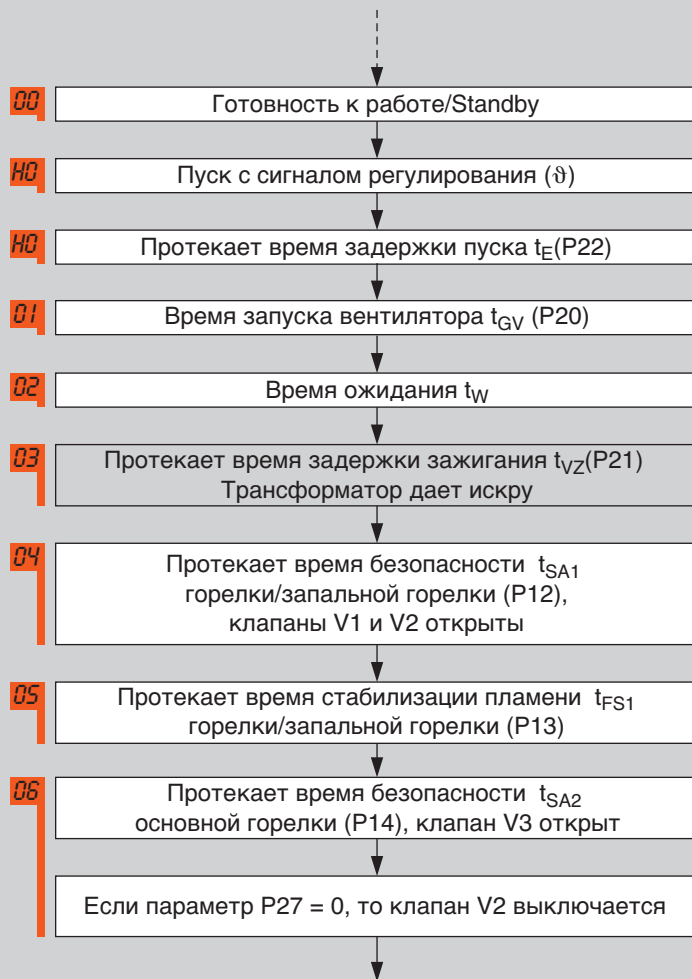 00 Готовность к работе/Standby
H0 Пуск с сигналом регулирования (ϑ)
H0 Протекает время задержки пуска tE(P22)
01 Время запуска вентилятора tGV (P20)
02 Время ожидания tW
03 Протекает время задержки зажигания tVZ(P21)
Трансформатор дает искру
04 Протекает время безопасности tSA1
горелки/запальной горелки (P12),
клапаны V1 и V2 открыты
05 Протекает время стабилизации пламени tFS1
горелки/запальной горелки (P13)
06 Протекает время безопасности tSA2
основной горелки (P14), клапан V3 открыт
Если параметр P27 = 0, то клапан V2 выключается